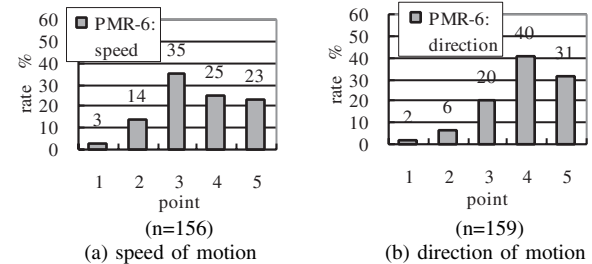 60
50
40
30
20
10
0
rate %
PMR-6:
speed
3
14
35
25
23
1 2 3 4 5
point
(n=156)
(a) speed of motion
60
50
40
30
20
10
0
rate %
PMR-6:
direction
2
6
20
40
31
1 2 3 4 5
point
(n=159)
(b) direction of motion